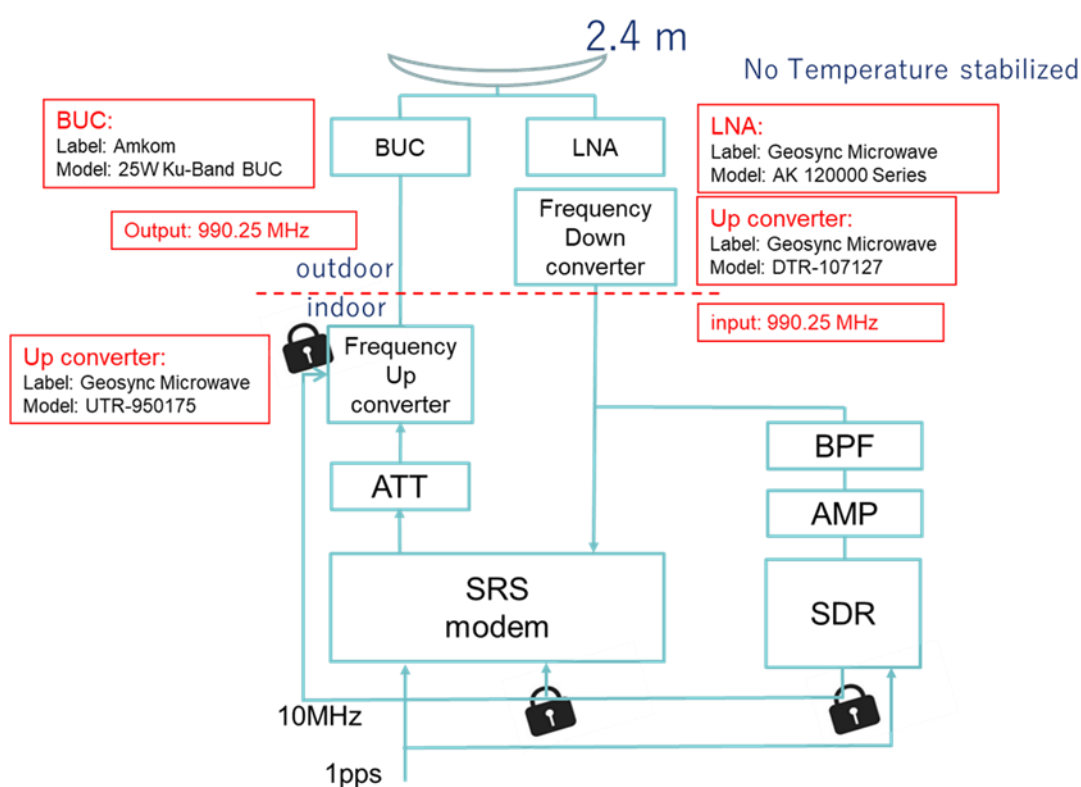 2.4 m
No Temperature stabilized
BUC:
Label: Amkom
Model: 25W Ku-Band BUC
BUC
LNA
LNA:
Label: Geosync Microwave
Model: AK 120000 Series
Output: 990.25 MHz
Frequency
Down
converter
Up converter:
Label: Geosync Microwave
Model: DTR-107127
outdoor
indoor
input: 990.25 MHz
Up converter:
Label: Geosync Microwave
Model: UTR-950175
Frequency
Up
converter
BPF
ATT
AMP
SRS
modem
SDR
10MHz
1pps